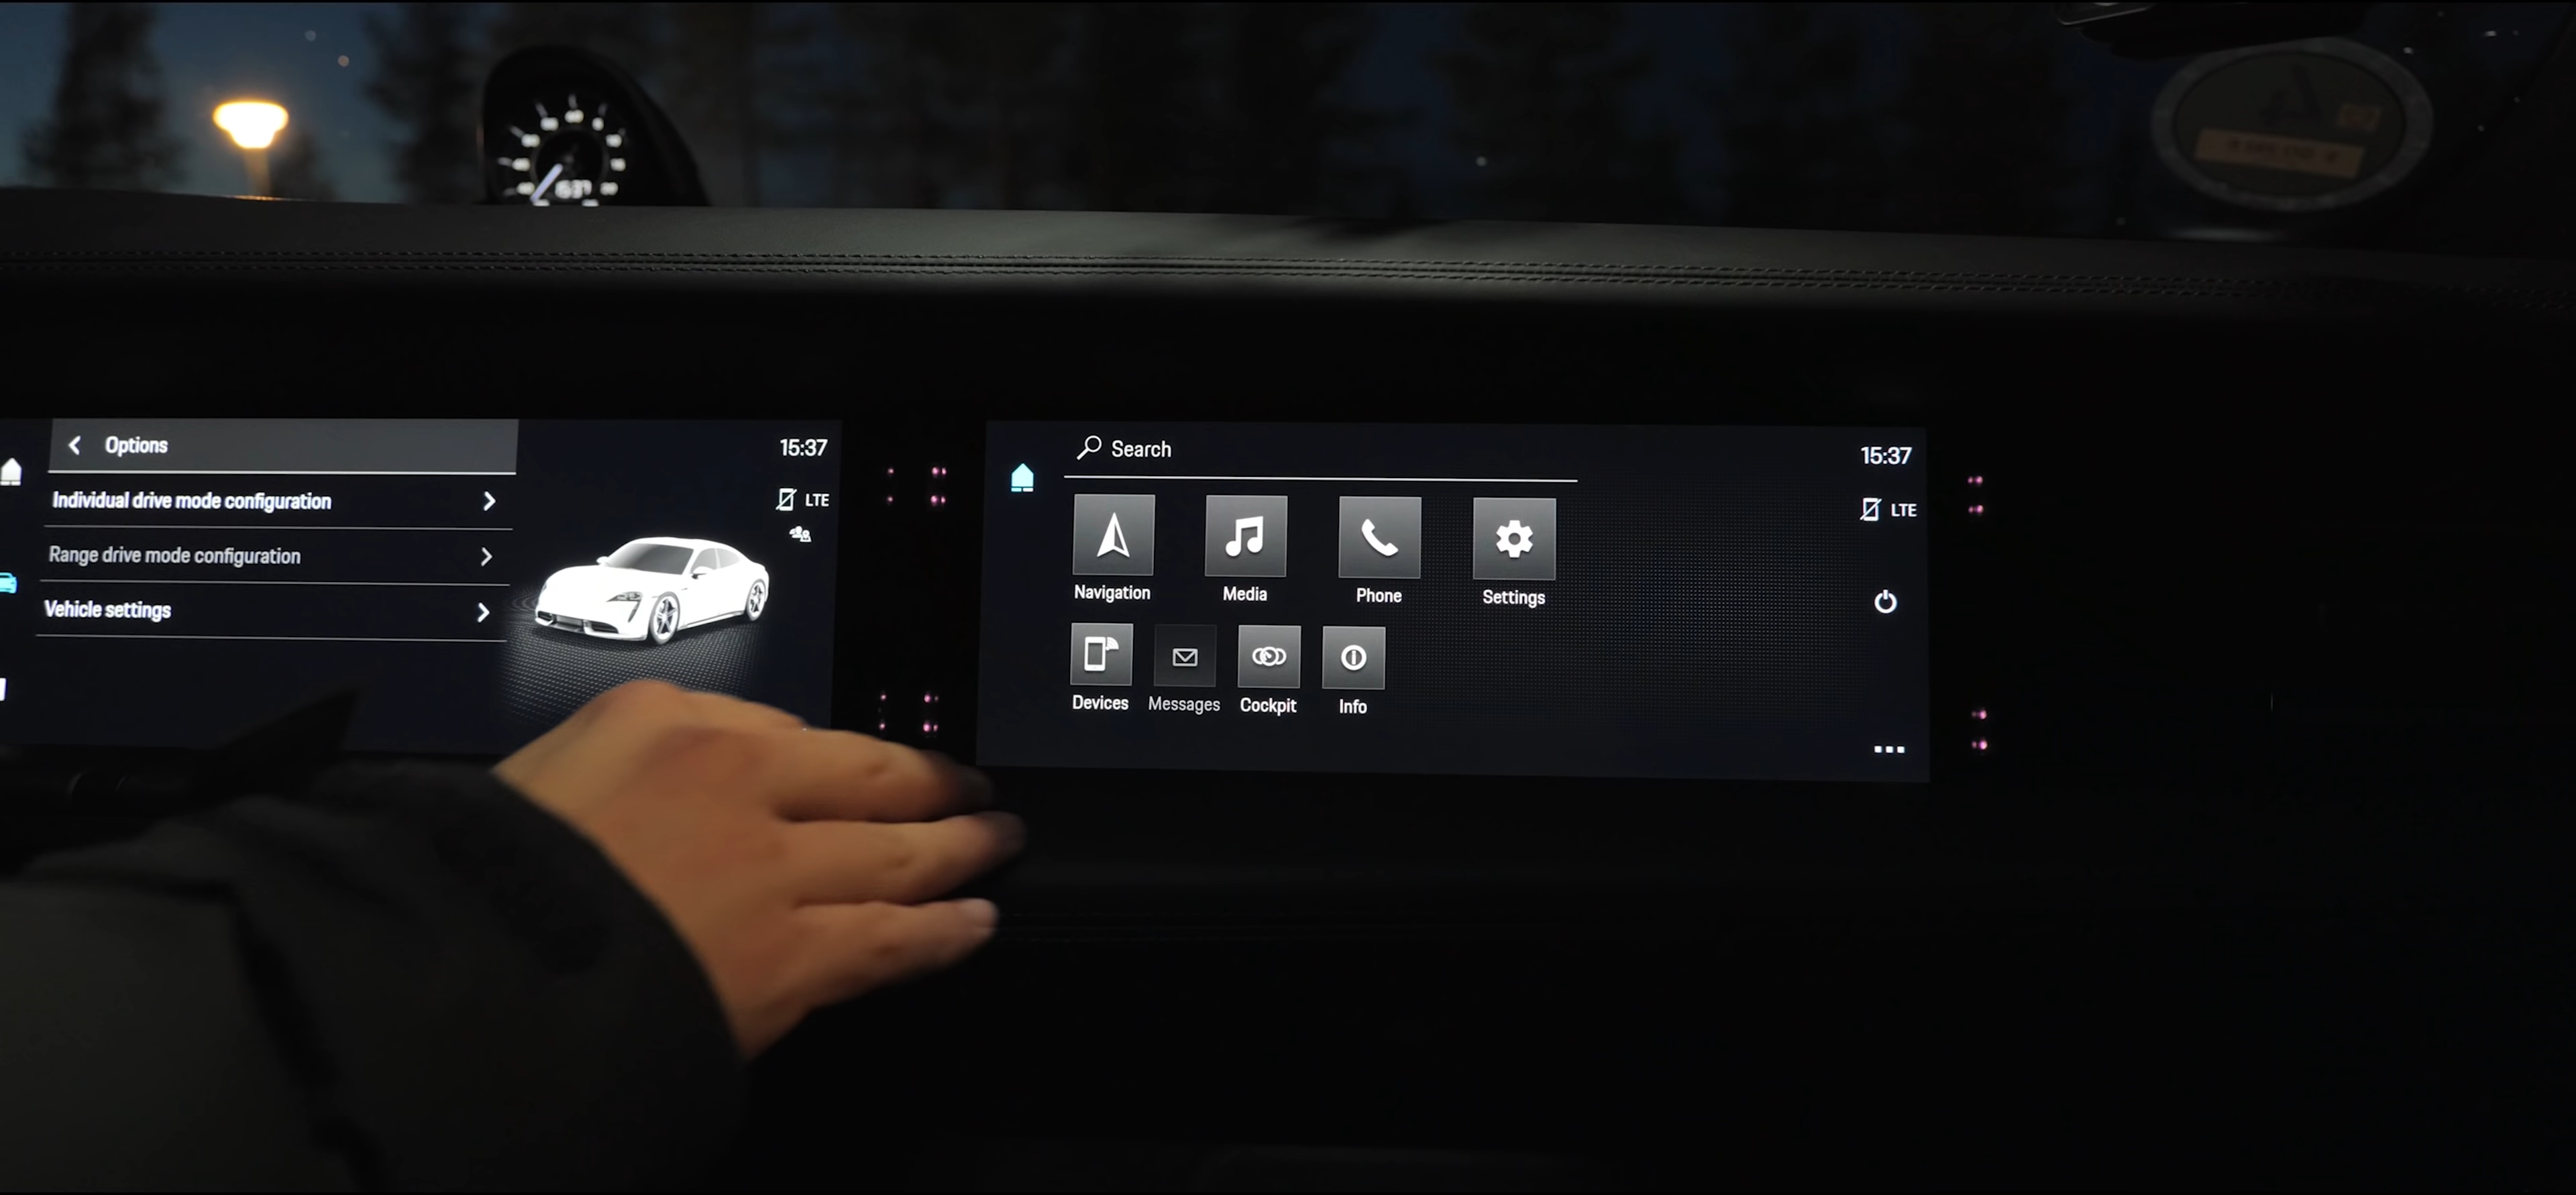 Options
15:37
Individual drive mode configuration
LTE
Range drive mode configuration
Vehicle settings
Search
15:37
LTE
Navigation
Media
Phone
Settings
Devices
Messages
Cockpit
Info